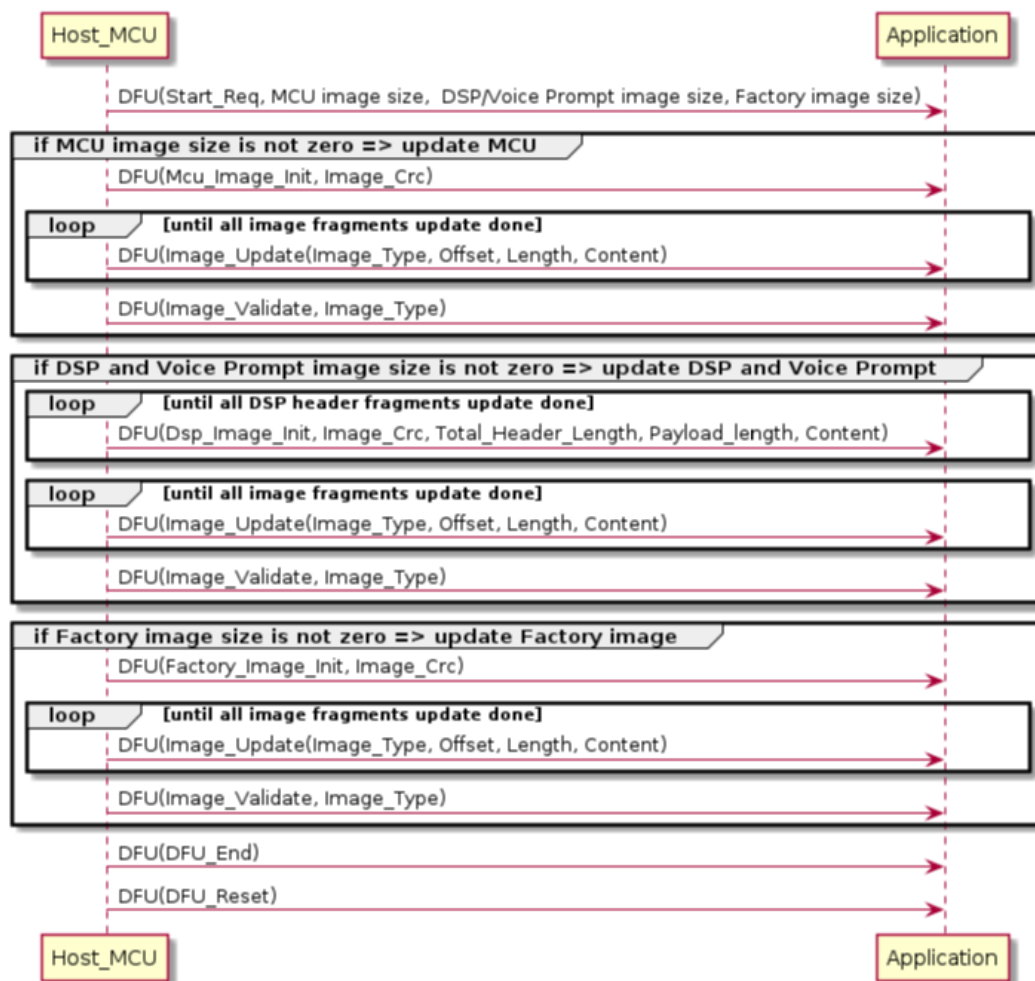 Host_MCU
Application
DFU(Start_Req, MCU image size,  DSP/Voice Prompt image size, Factory image size)
if MCU image size is not zero => update MCU
DFU(Mcu_Image_Init, Image_Crc)
loop [until all image fragments update done]
DFU(Image_Update(Image_Type, Offset, Length, Content)
DFU(Image_Validate, Image_Type)
if DSP and Voice Prompt image size is not zero => update DSP and Voice Prompt
loop [until all DSP header fragments update done]
DFU(Dsp_Image_Init, Image_Crc, Total_Header_Length, Payload_length, Content)
loop [until all image fragments update done]
DFU(Image_Update(Image_Type, Offset, Length, Content)
DFU(Image_Validate, Image_Type)
if Factory image size is not zero => update Factory image
DFU(Factory_Image_Init, Image_Crc)
loop [until all image fragments update done]
DFU(Image_Update(Image_Type, Offset, Length, Content)
DFU(Image_Validate, Image_Type)
DFU(DFU_End)
DFU(DFU_Reset)
Host_MCU
Application